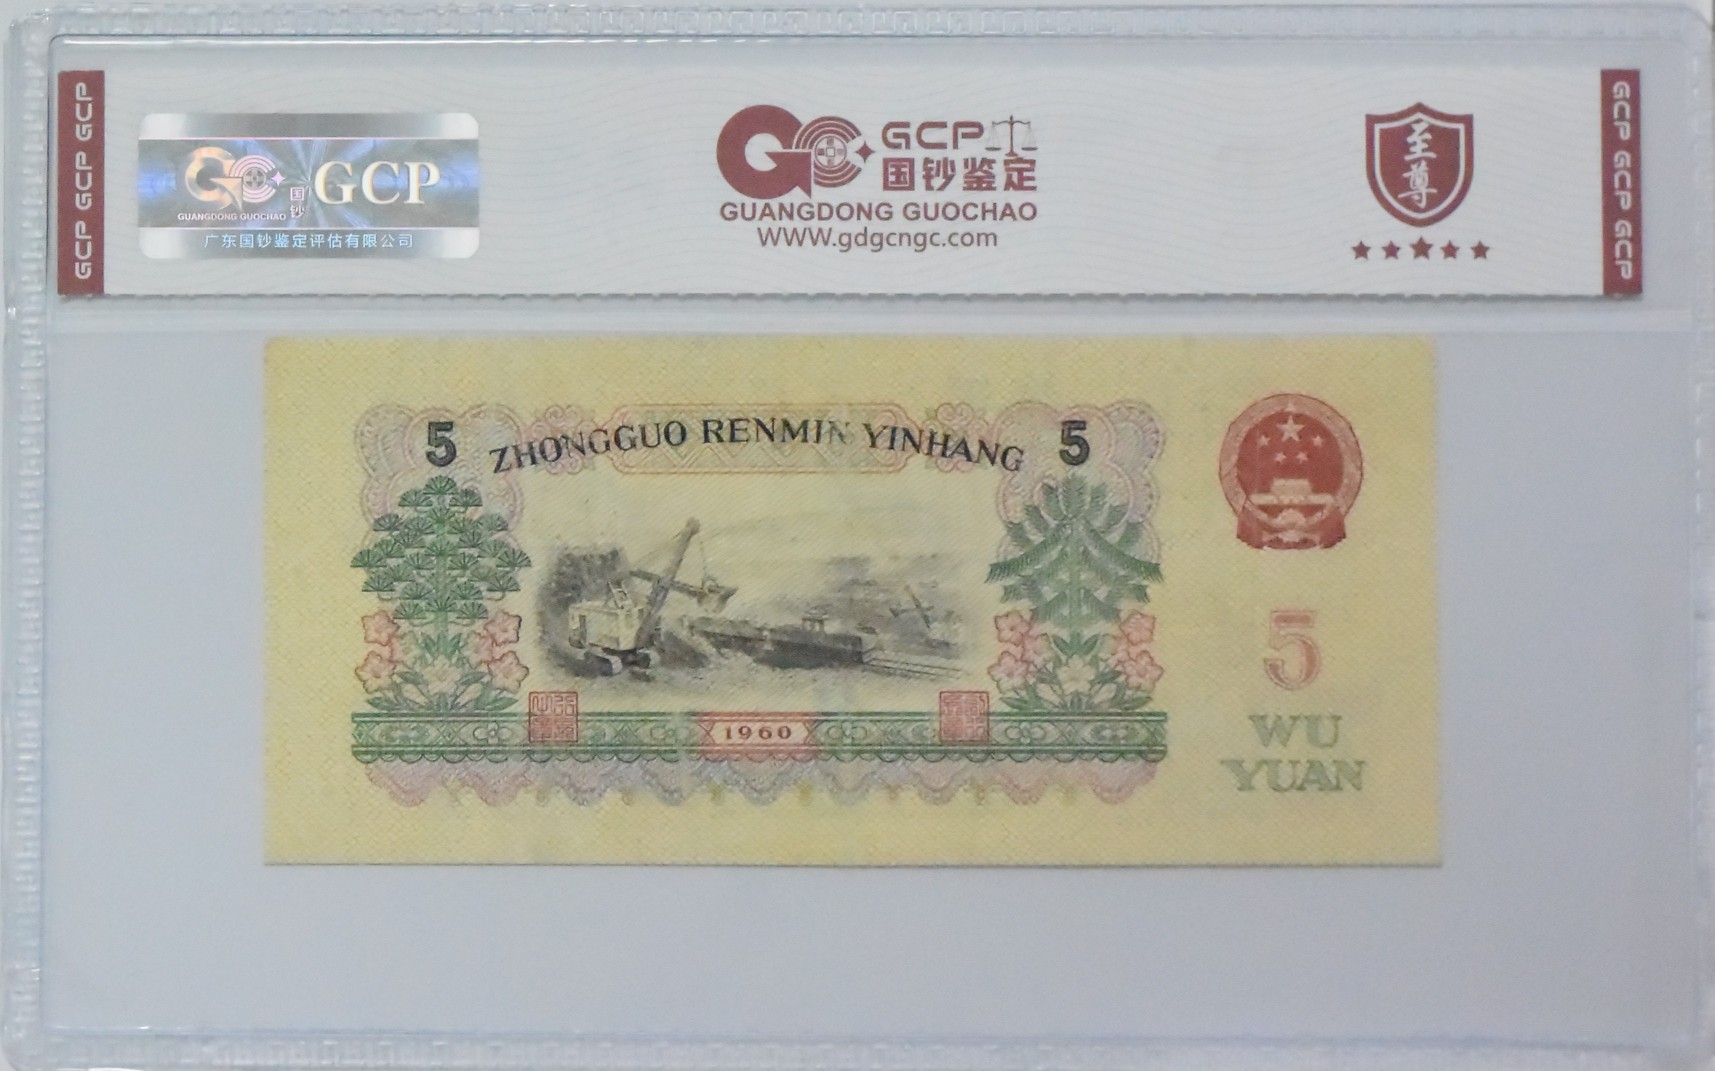 GCP GCP GCP
国钞 GCP
GUANGDONG GUOCHAO
广东国钞鉴定评估有限公司
GCP
国钞鉴定
GUANGDONG GUOCHAO
WWW.gdgcngc.com
至尊
GCP GCP GCP
5 ZHONGGUO RENMIN YINHANG 5
1960
5
WU
YUAN